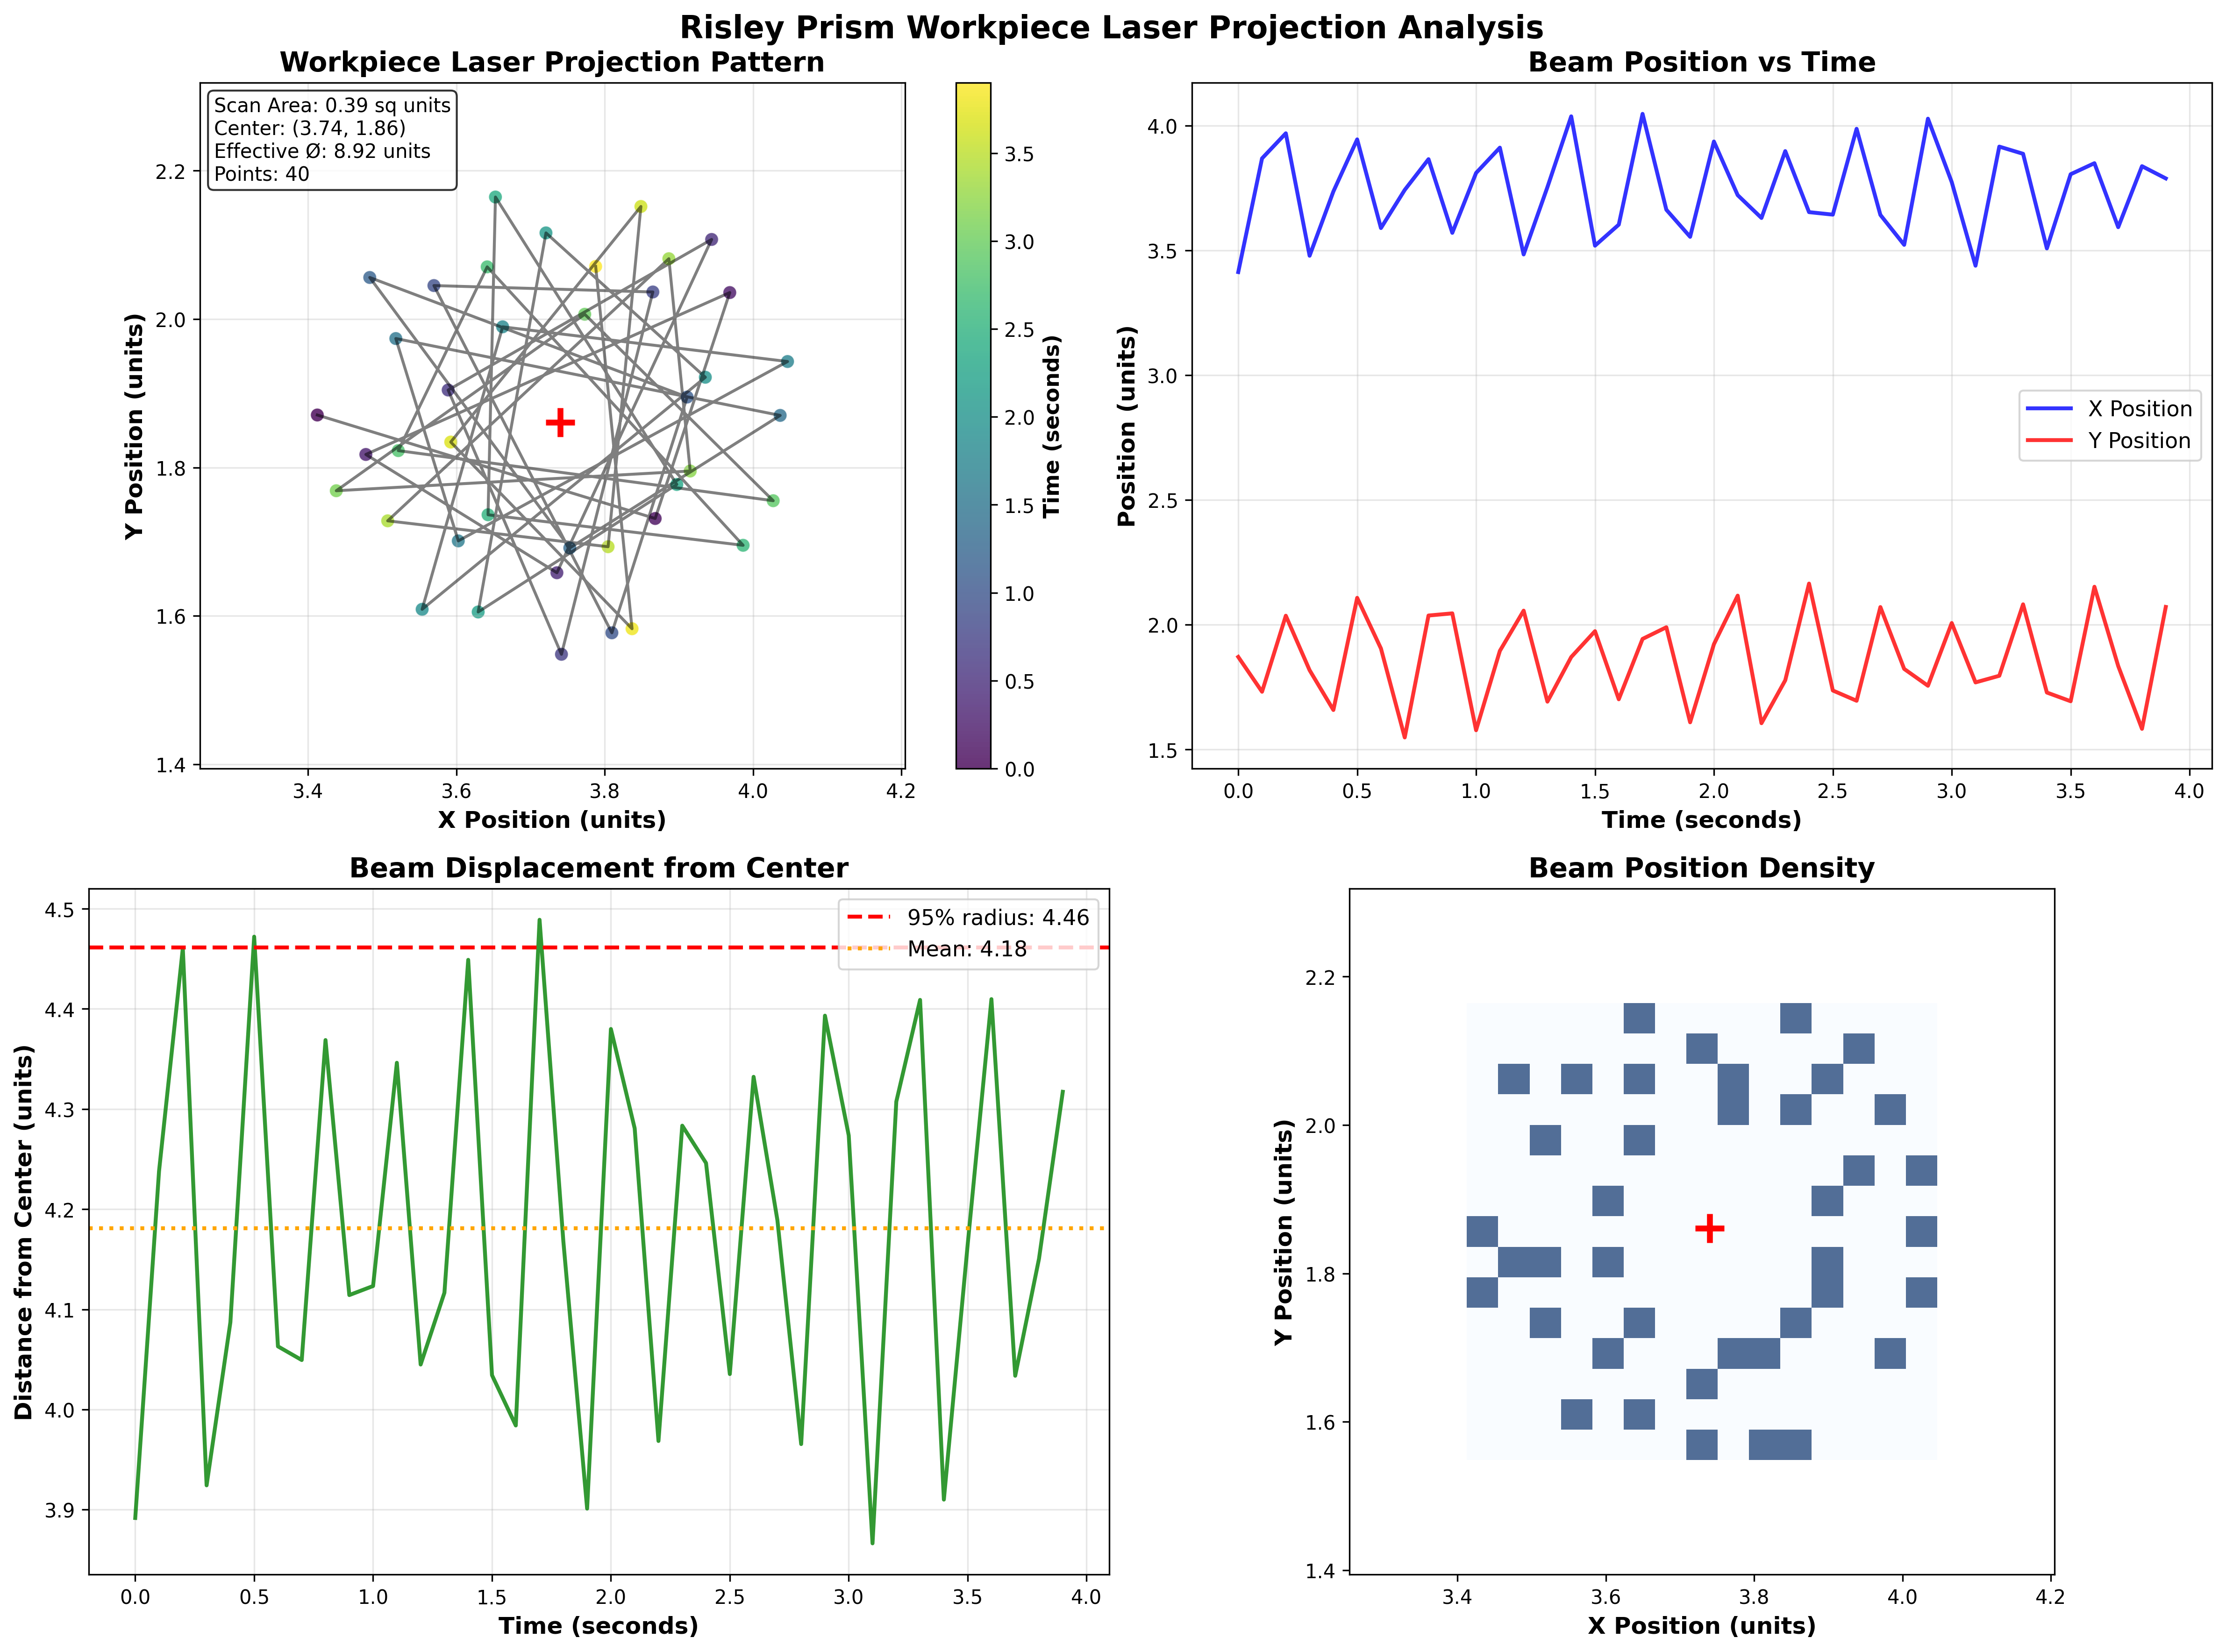 Risley Prism Workpiece Laser Projection Analysis
Workpiece Laser Projection Pattern
Scan Area: 0.39 sq units
Center: (3.74, 1.86)
Effective Ø: 8.92 units
Points: 40
Y Position (units)
2.2
2.0
1.8
1.6
1.4
3.4
3.6
3.8
4.0
4.2
X Position (units)
3.5
3.0
2.5
2.0
1.5
1.0
0.5
0.0
Time (seconds)
Beam Position vs Time
Position (units)
4.0
3.5
3.0
2.5
2.0
1.5
X Position
Y Position
0.0
0.5
1.0
1.5
2.0
2.5
3.0
3.5
4.0
Time (seconds)
Beam Displacement from Center
Distance from Center (units)
4.5
4.4
4.3
4.2
4.1
4.0
3.9
95% radius: 4.46
Mean: 4.18
0.0
0.5
1.0
1.5
2.0
2.5
3.0
3.5
4.0
Time (seconds)
Beam Position Density
Y Position (units)
2.2
2.0
1.8
1.6
1.4
3.4
3.6
3.8
4.0
4.2
X Position (units)